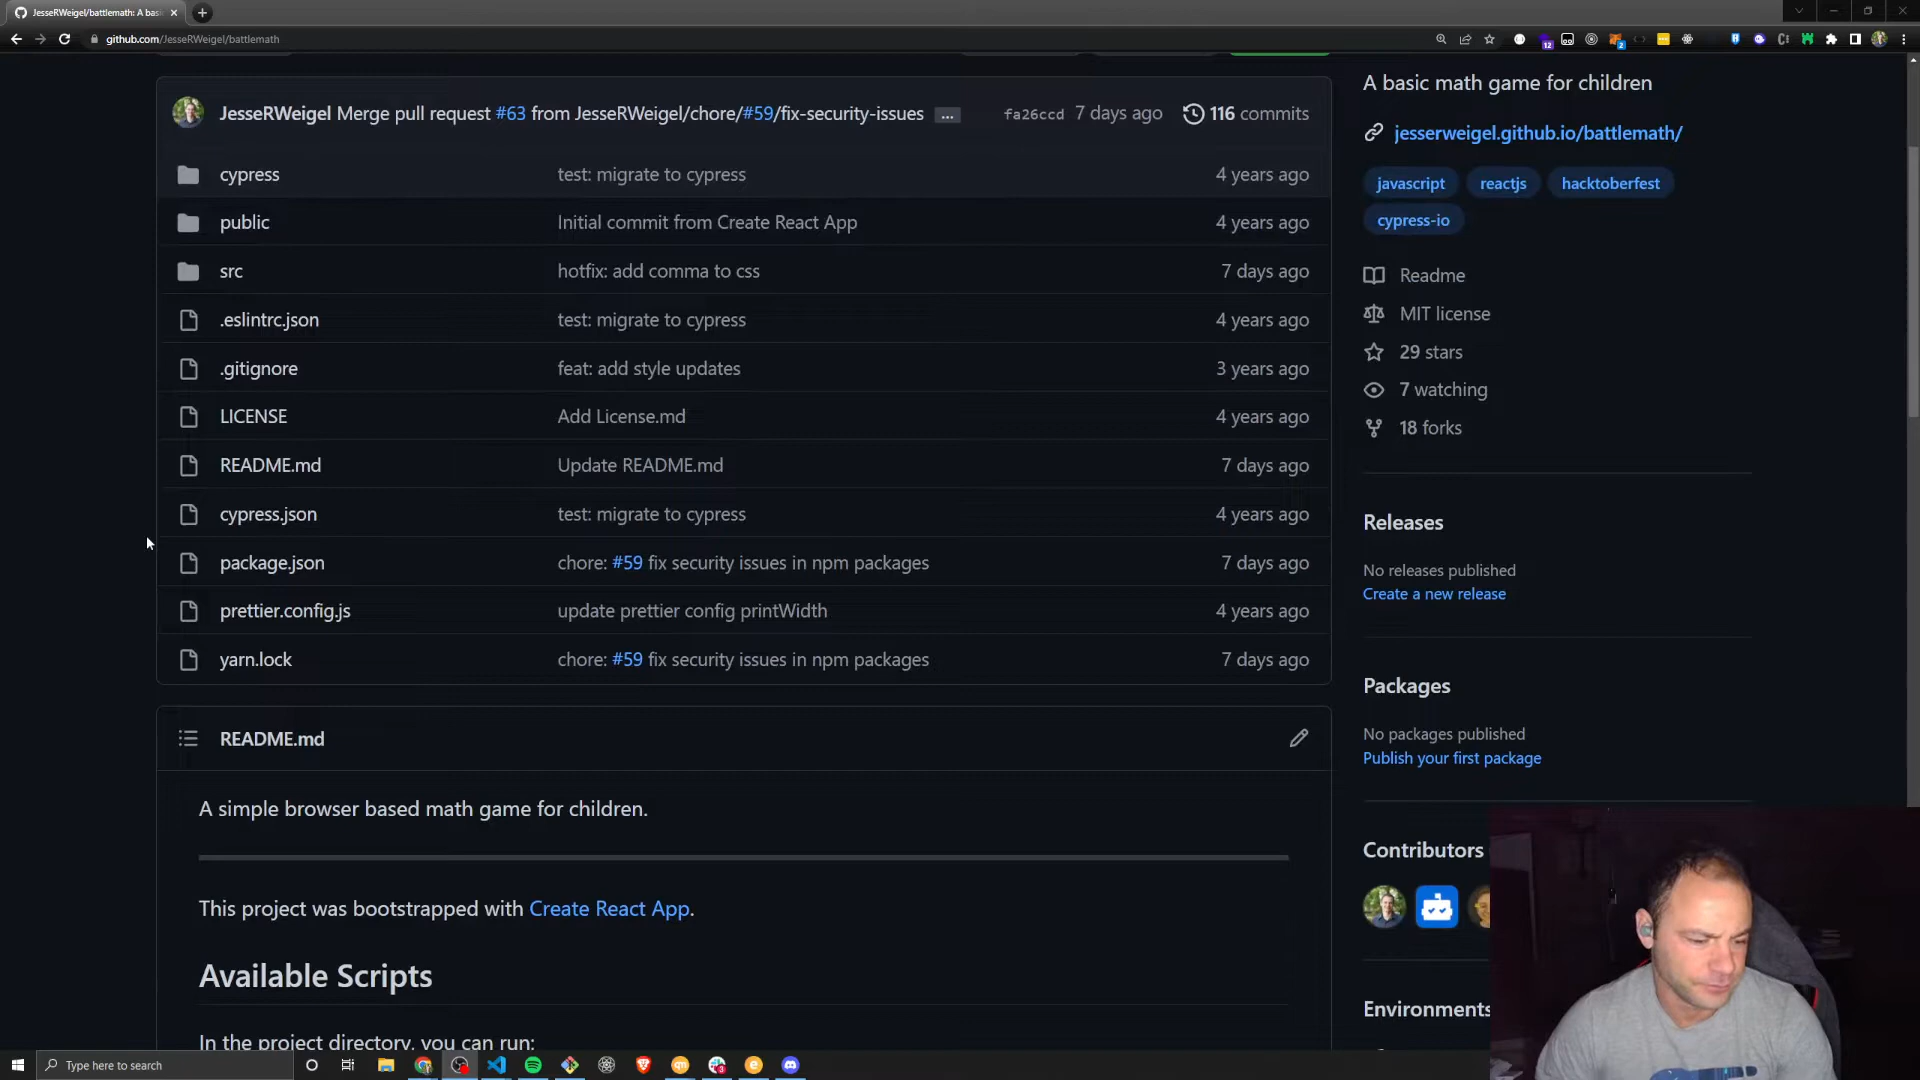 JesseRWeigel/battlemath: A basi
github.com/JesseRWeigel/battlemath
12
2
JesseRWeigel Merge pull request #63 from JesseRWeigel/chore/#59/fix-security-issues ... fa26ccd 7 days ago 116 commits
cypress test: migrate to cypress 4 years ago
public Initial commit from Create React App 4 years ago
src hotfix: add comma to css 7 days ago
.eslintrc.json test: migrate to cypress 4 years ago
.gitignore feat: add style updates 3 years ago
LICENSE Add License.md 4 years ago
README.md Update README.md 7 days ago
cypress.json test: migrate to cypress 4 years ago
package.json chore: #59 fix security issues in npm packages 7 days ago
prettier.config.js update prettier config printWidth 4 years ago
yarn.lock chore: #59 fix security issues in npm packages 7 days ago
README.md
A simple browser based math game for children.
This project was bootstrapped with Create React App.
Available Scripts
In the project directory, you can run:
A basic math game for children
jesserweigel.github.io/battlemath/
javascript reactjs hacktoberfest
cypress-io
Readme
MIT license
29 stars
7 watching
18 forks
Releases
No releases published
Create a new release
Packages
No packages published
Publish your first package
Contributors
Environments
Type here to search